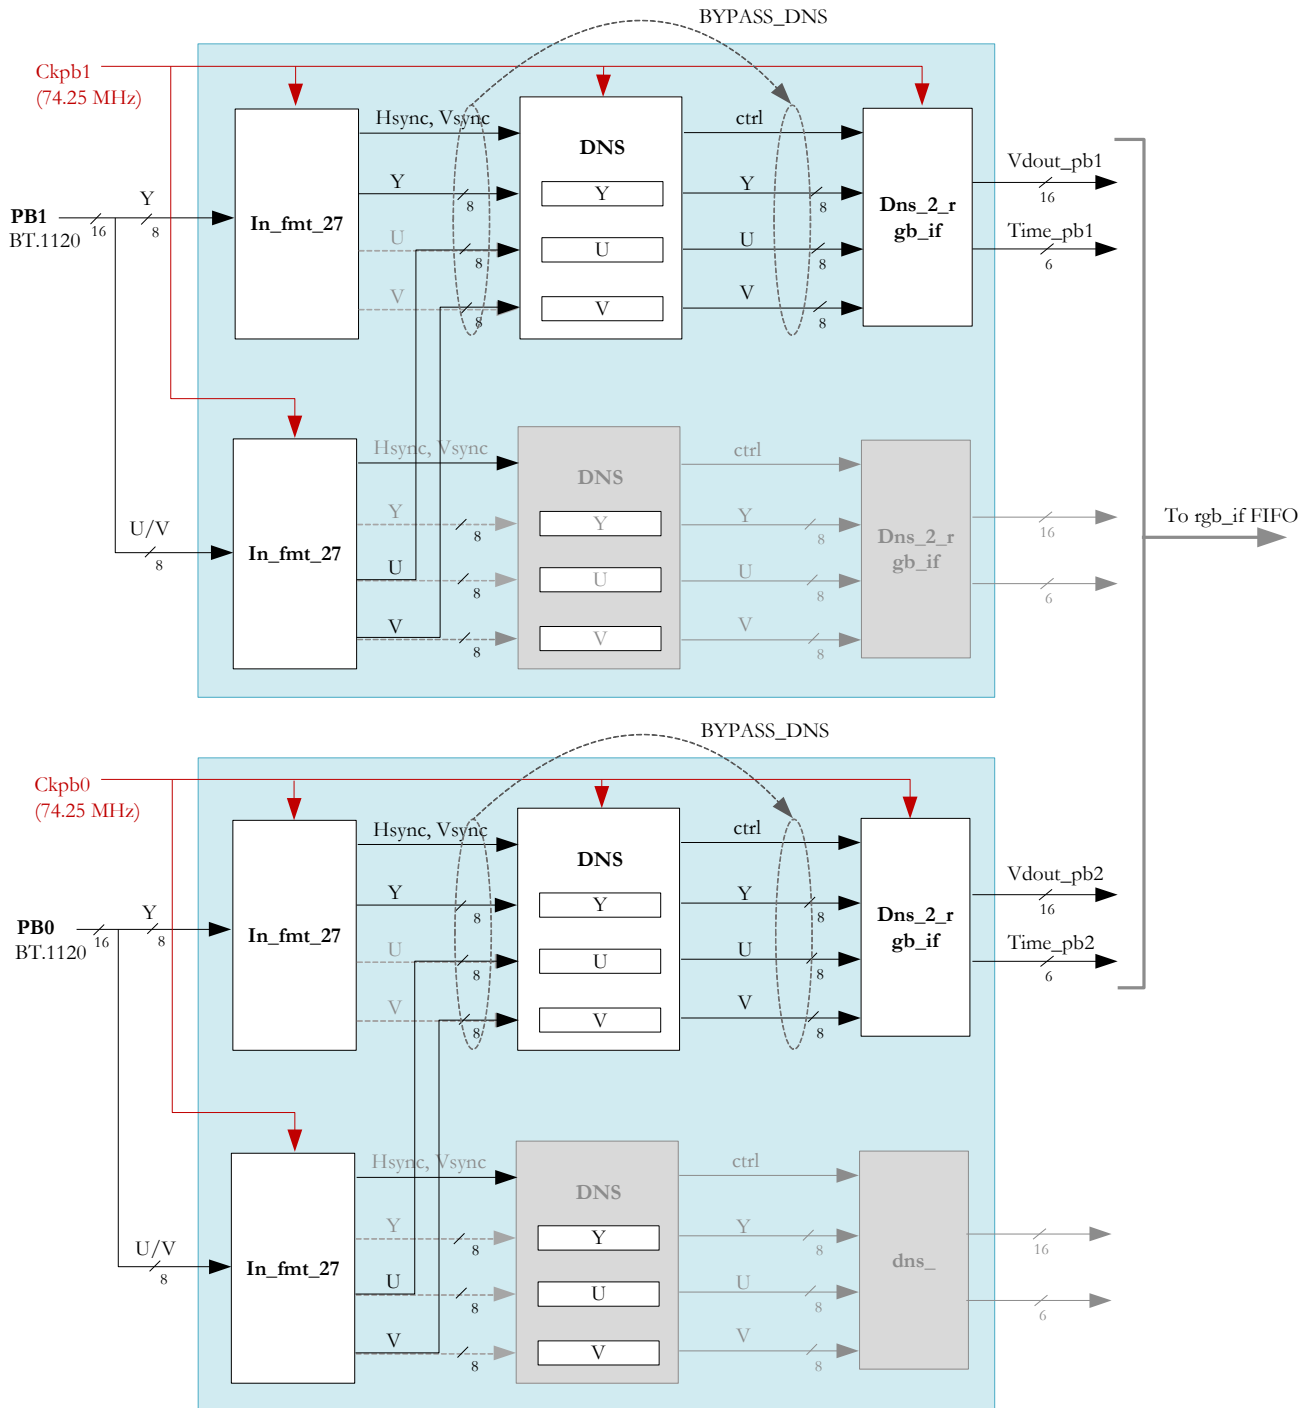 BYPASS_DNS
Ckpb1
(74.25 MHz)
Hsync, Vsync
ctrl
DNS
Vdout_pb1
16
Y
8
Y
Y
8
Y
8
PB1
16
BT.1120
Y
8
In_fmt_27
Dns_2_r
gb_if
Time_pb1
6
U
8
U
U
8
V
8
V
V
8
Hsync, Vsync
ctrl
DNS
Y
8
Y
Y
8
16
To rgb_if FIFO
U/V
8
In_fmt_27
Dns_2_r
gb_if
U
8
U
U
8
6
V
8
V
V
8
BYPASS_DNS
Ckpb0
(74.25 MHz)
Hsync, Vsync
ctrl
DNS
Vdout_pb2
16
Y
8
Y
Y
8
PB0
16
BT.1120
Y
8
In_fmt_27
Dns_2_r
gb_if
Time_pb2
6
U
8
U
U
8
V
8
V
V
8
Hsync, Vsync
ctrl
DNS
Y
8
Y
Y
8
16
U/V
8
In_fmt_27
dns_
U
8
U
U
8
6
V
8
V
V
8